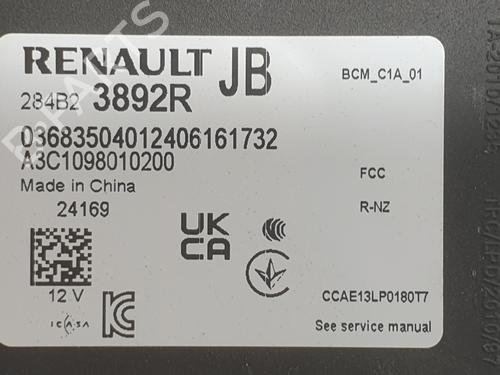 RENAULT JB
BCM_C1A_01
284B2 3892R
03683504012406161732
A3C1098010200
Made in China
FCC
24169
R-NZ
UK
CA
12 V
ICASA
CCAE13LP0180T7
See service manual